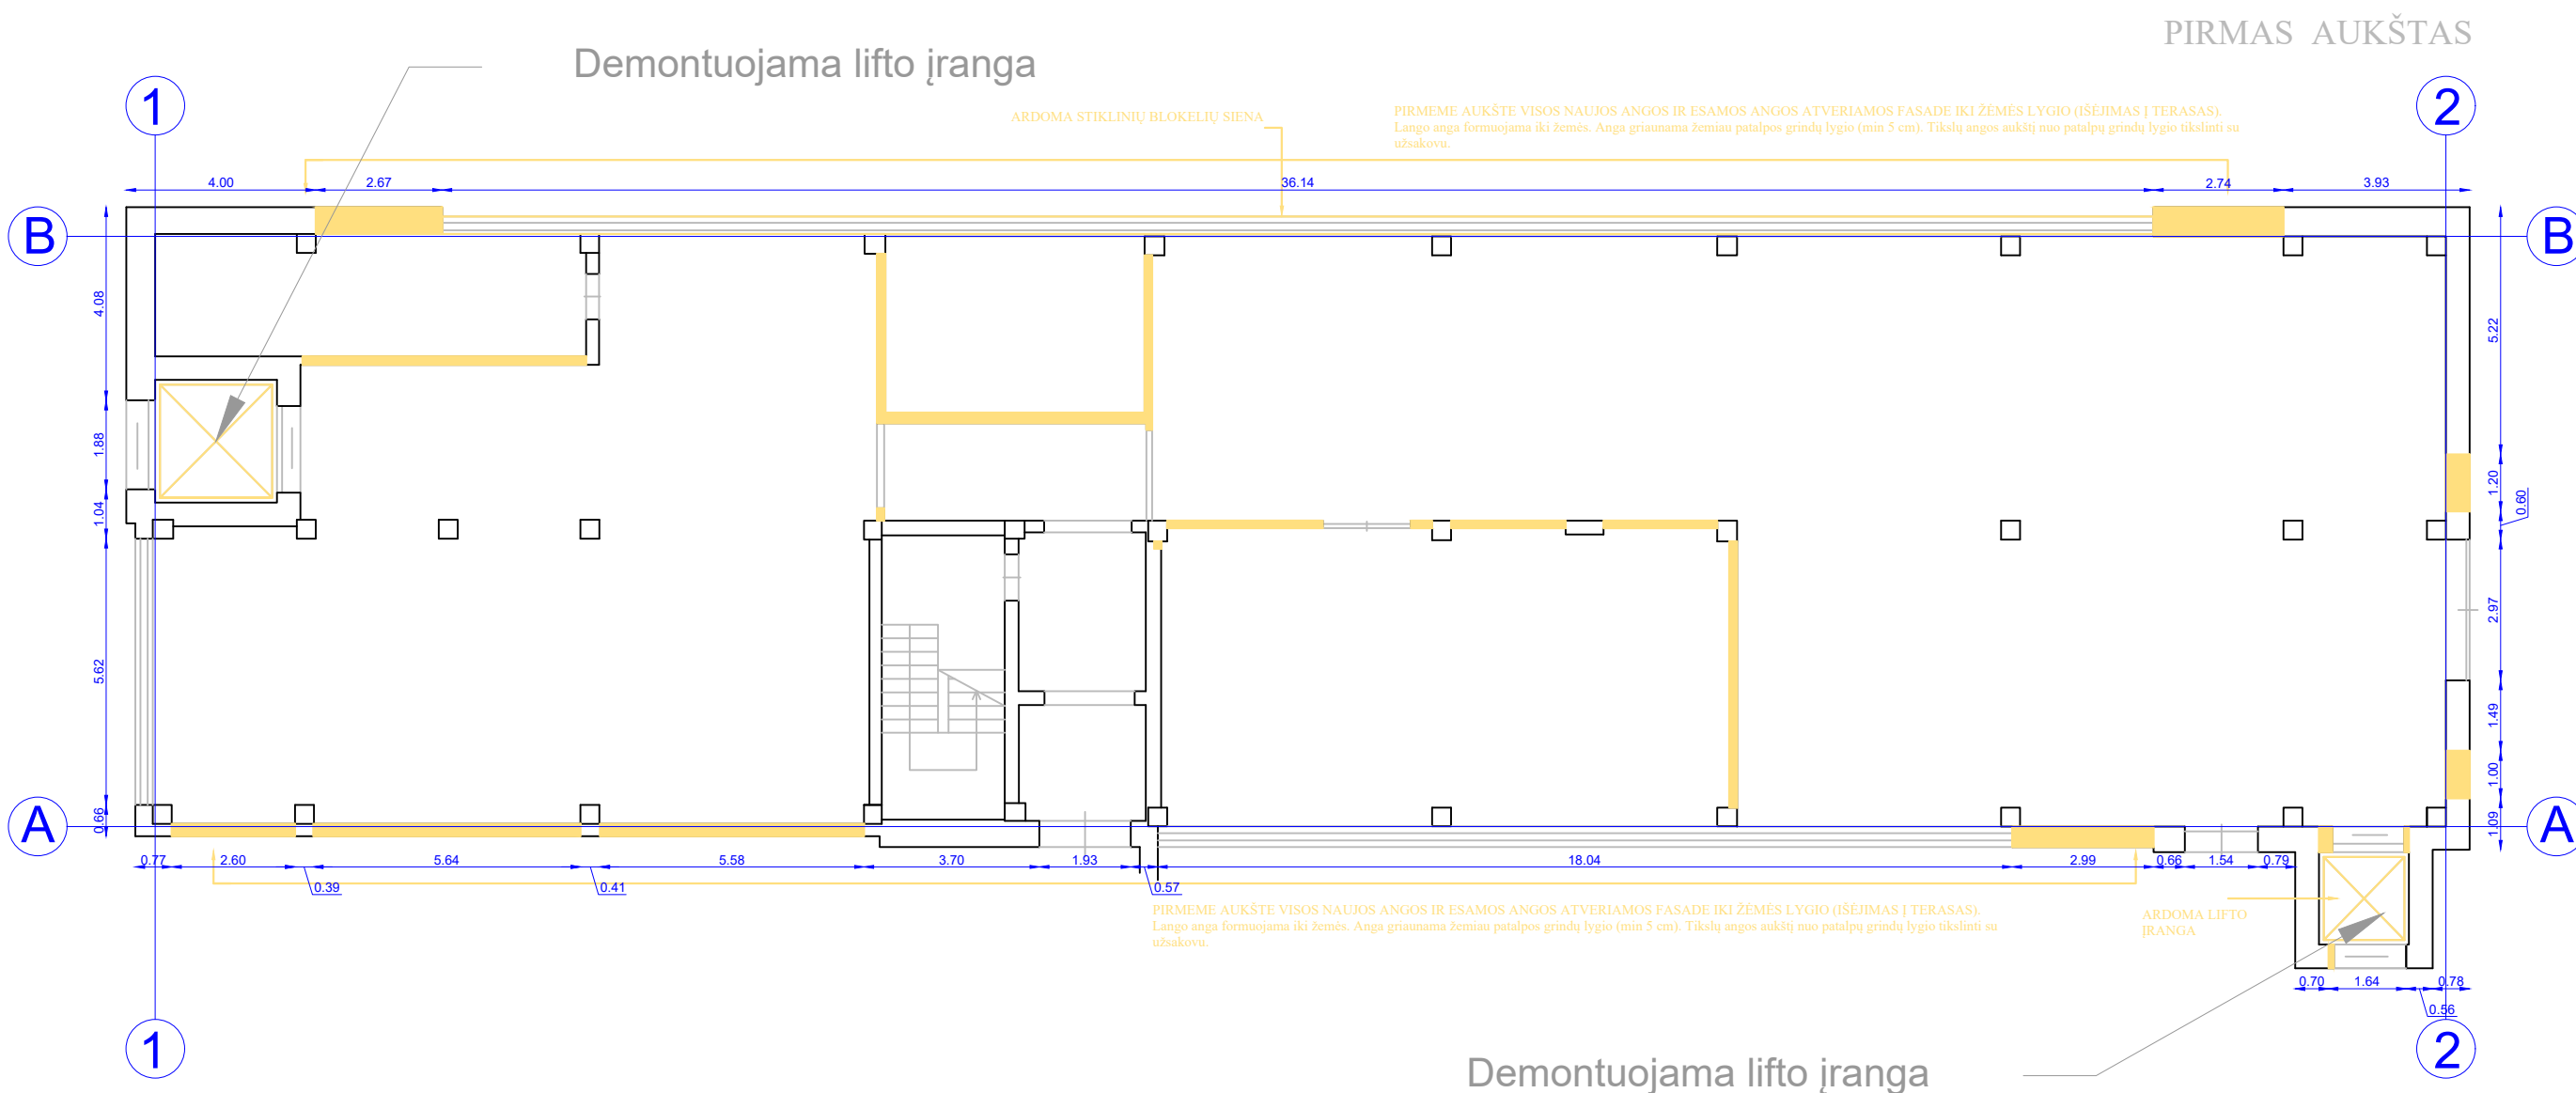 PIRMAS AUKŠTAS
Demontuojama lifto įranga
1
2
ARDOMA STIKLINIŲ BLOKELIŲ SIENA
PIRMEME AUKŠTE VISOS NAUJOS ANGOS IR ESAMOS ANGOS ATVERIAMOS FASADE IKI ŽĖMĖS LYGIO (IŠĖJIMAS Į TERASAS).
Lango anga formuojama iki žemės. Anga griaunama žemiau patalpos grindų lygio (min 5 cm). Tikslų angos aukštį nuo patalpų grindų lygio tikslinti su
užsakovu.
4.00
2.67
36.14
2.74
3.93
B
B
4.08
5.22
1.88
1.20
0.60
1.04
2.97
5.62
1.49
1.00
0.66
1.09
A
A
0.77
2.60
5.64
5.58
3.70
1.93
18.04
2.99
0.66
1.54
0.79
0.39
0.41
0.57
PIRMEME AUKŠTE VISOS NAUJOS ANGOS IR ESAMOS ANGOS ATVERIAMOS FASADE IKI ŽĖMĖS LYGIO (IŠĖJIMAS Į TERASAS).
Lango anga formuojama iki žemės. Anga griaunama žemiau patalpos grindų lygio (min 5 cm). Tikslų angos aukštį nuo patalpų grindų lygio tikslinti su
užsakovu.
ARDOMA LIFTO
ĮRANGA
0.70
1.64
0.78
0.56
1
2
Demontuojama lifto įranga